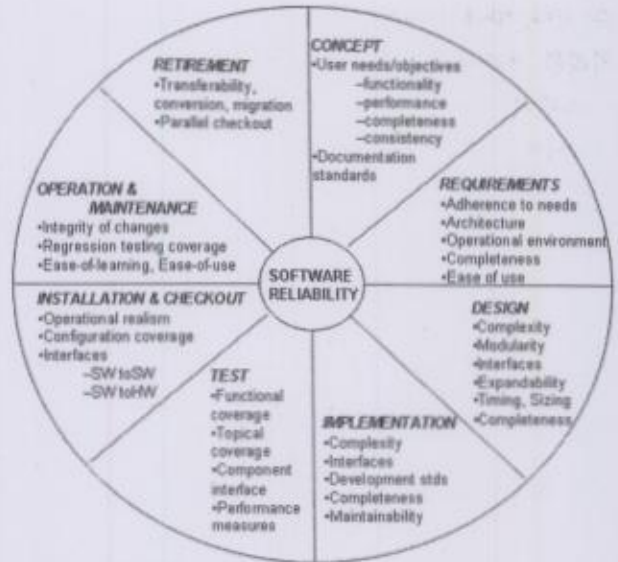 CONCEPT
•User needs/objectives
–functionality
–performance
–completeness
–consistency
•Documentation
standards
REQUIREMENTS
•Adherence to needs
•Architecture
•Operational environment
•Completeness
•Ease of use
DESIGN
•Complexity
•Modularity
•Interfaces
•Expandability
•Timing, Sizing
•Completeness
IMPLEMENTATION
•Complexity
•Interfaces
•Development stds
•Completeness
•Maintainability
TEST
•Functional
coverage
•Topical
coverage
•Component
interface
•Performance
measures
INSTALLATION & CHECKOUT
•Operational realism
•Configuration coverage
•Interfaces
–SW toSW
–SW toHW
OPERATION &
MAINTENANCE
•Integrity of changes
•Regression testing coverage
•Ease-of-learning, Ease-of-use
RETIREMENT
•Transferability,
conversion, migration
•Parallel checkout
SOFTWARE
RELIABILITY